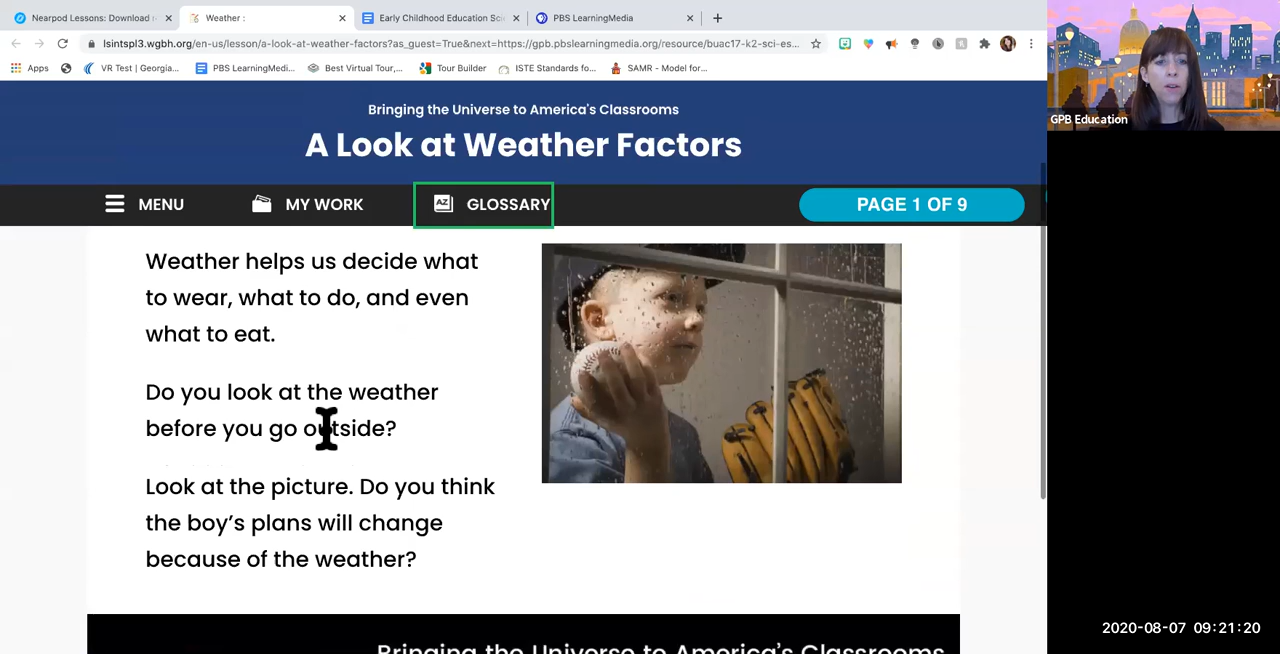 Nearpod Lessons: Download r
Weather :
Early Childhood Education Sci
PBS LearningMedia
lsintspl3.wgbh.org/en-us/lesson/a-look-at-weather-factors?as_guest=True&next=https://gpb.pbslearningmedia.org/resource/buac17-k2-sci-es...
Apps
VR Test | Georgia...
PBS LearningMedi...
Best Virtual Tour,...
Tour Builder
ISTE Standards fo...
SAMR - Model for...
GPB Education
Bringing the Universe to America's Classrooms
A Look at Weather Factors
MENU
MY WORK
AZ GLOSSARY
PAGE 1 OF 9
Weather helps us decide what
to wear, what to do, and even
what to eat.
Do you look at the weather
before you go outside?
Look at the picture. Do you think
the boy's plans will change
because of the weather?
Bringing the Universe to America's Classrooms
2020-08-07 09:21:20